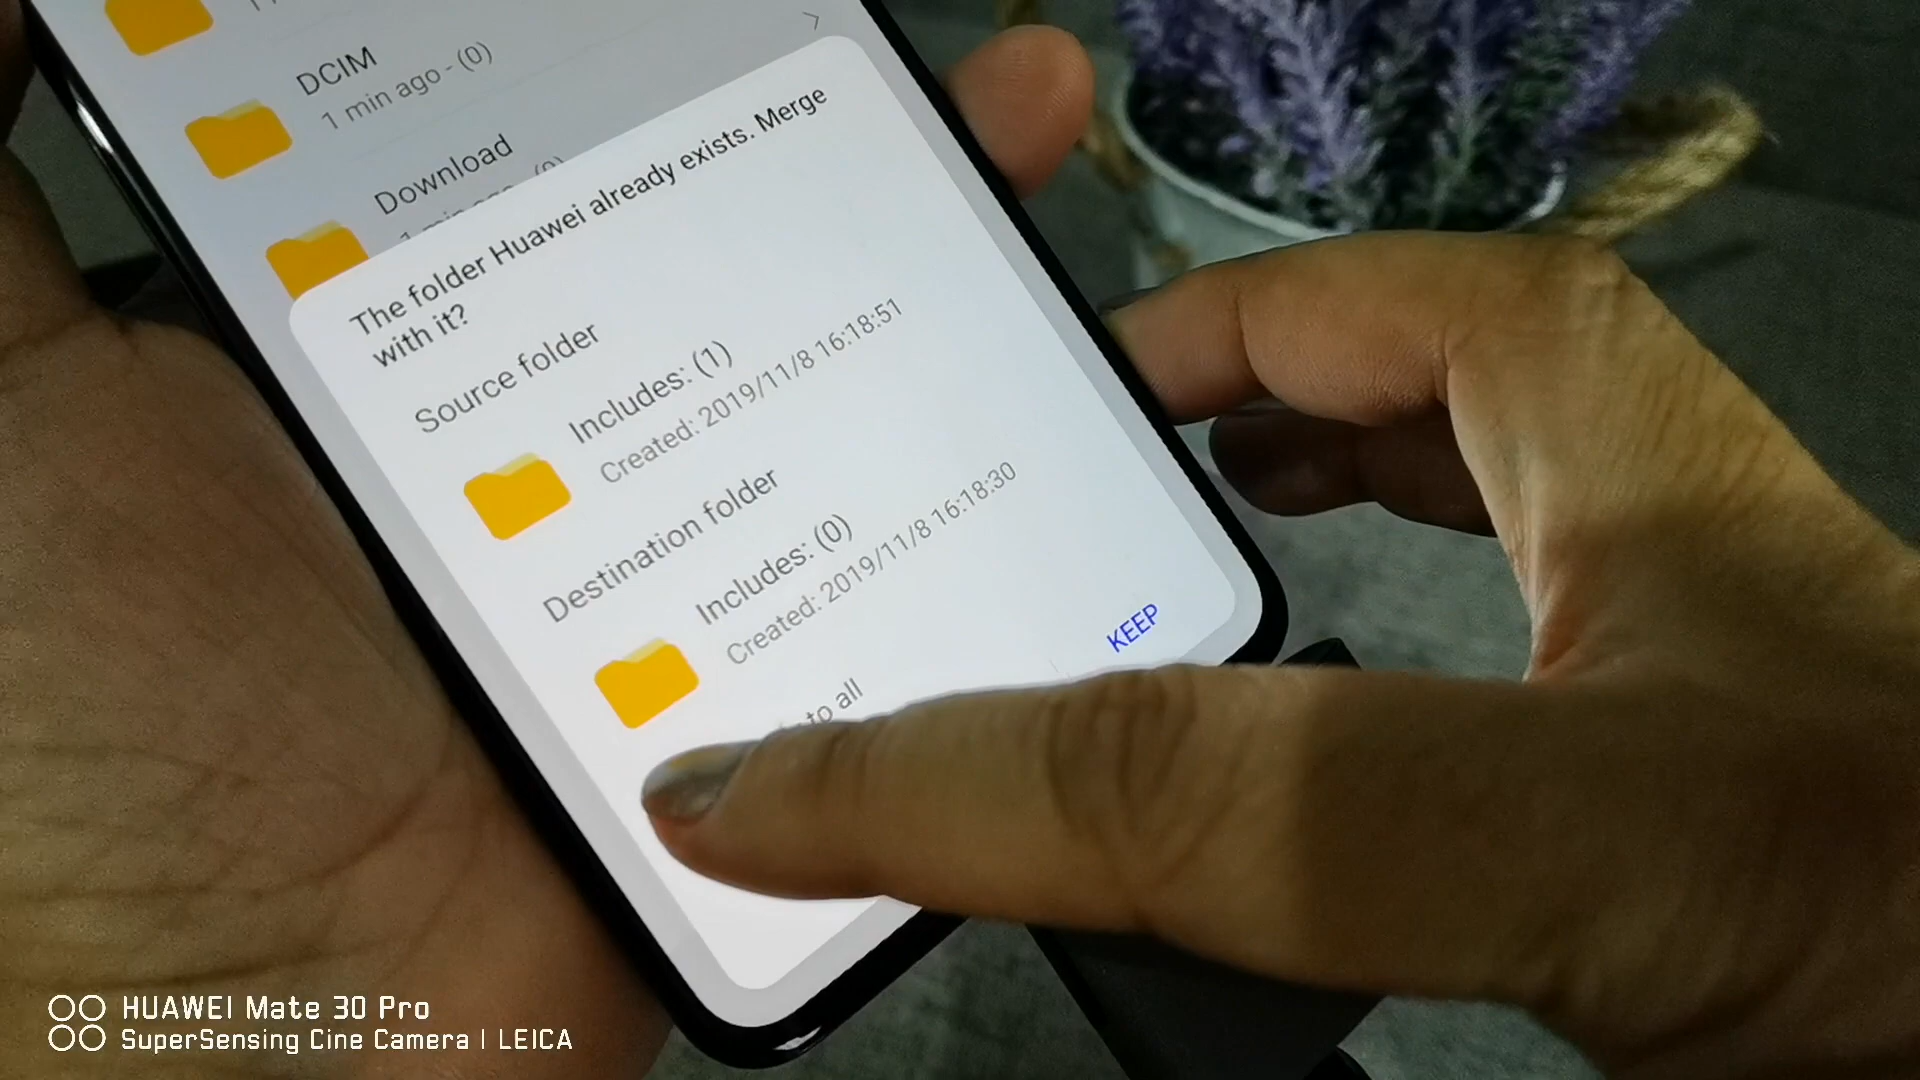 DCIM
1 min ago - (0)
Download
The folder Huawei already exists. Merge
with it?
Source folder
Includes: (1)
Created: 2019/11/8 16:18:51
Destination folder
Includes: (0)
Created: 2019/11/8 16:18:30
to all
KEEP
HUAWEI Mate 30 Pro
SuperSensing Cine Camera | LEICA